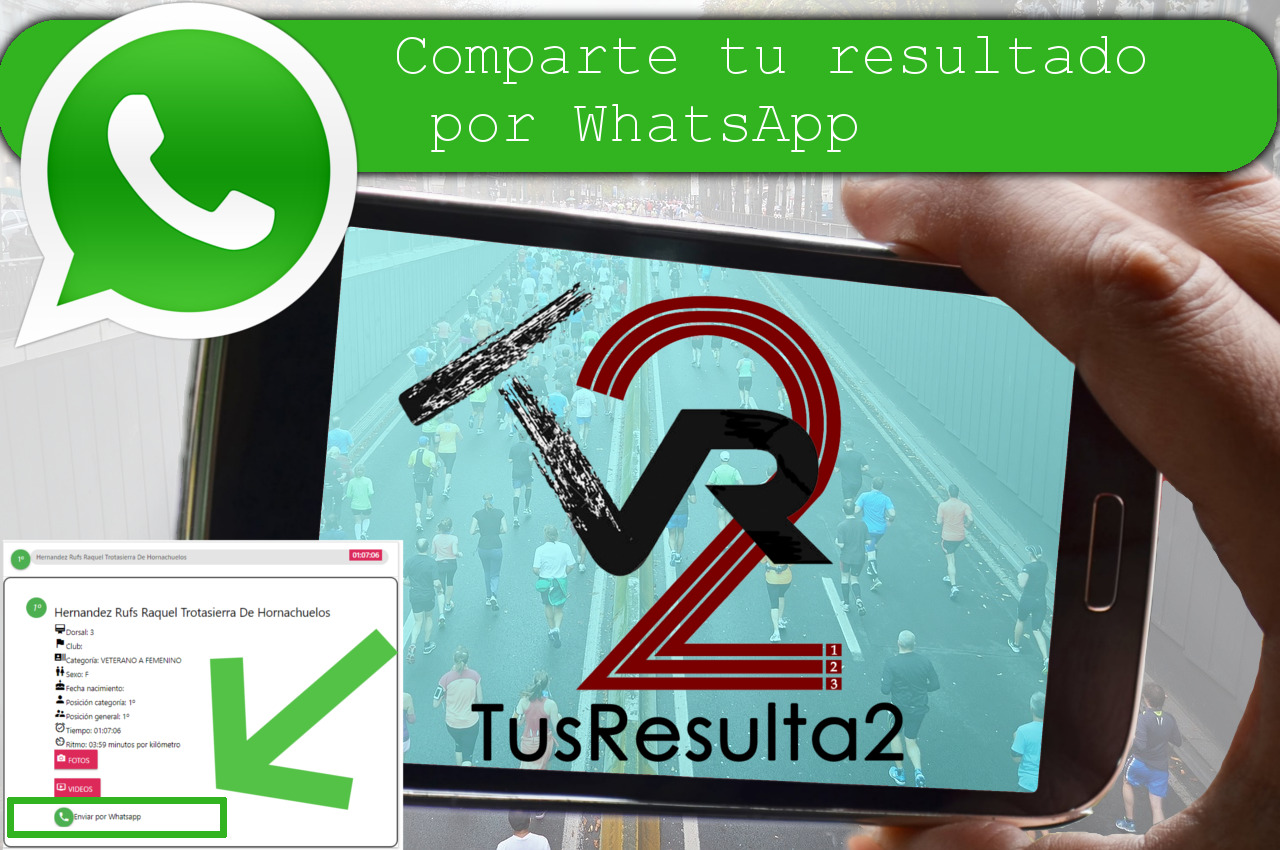 Comparte tu resultado
por WhatsApp
TVR2
1
2
3
TusResulta2
1º Hernandez Rufs Raquel Trotasierra De Hornachuelos 01:07:06
1º Hernandez Rufs Raquel Trotasierra De Hornachuelos
Dorsal: 3
Club:
Categoría: VETERANO A FEMENINO
Sexo: F
Fecha nacimiento:
Posición categoría: 1º
Posición general: 1º
Tiempo: 01:07:06
Ritmo: 03:59 minutos por kilómetro
FOTOS
VIDEOS
Enviar por Whatsapp